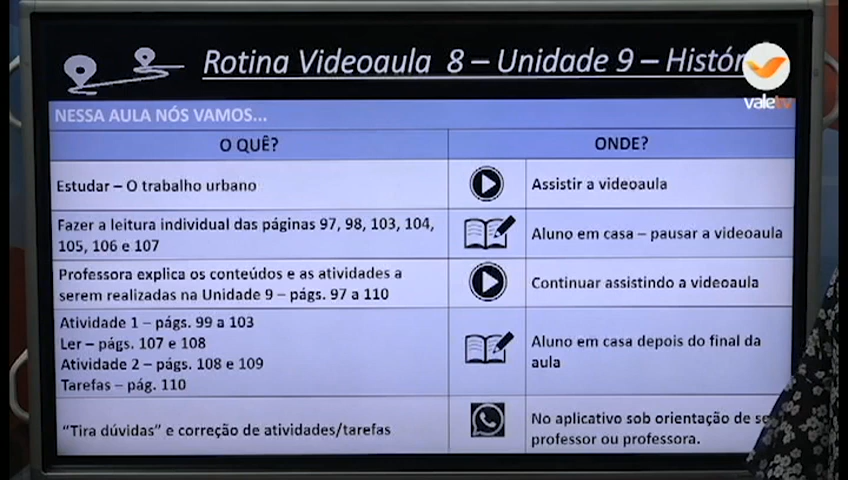 Rotina Videoaula 8 – Unidade 9 – Histór
vale tv
NESSA AULA NÓS VAMOS...
O QUÊ?
ONDE?
Estudar – O trabalho urbano
Assistir a videoaula
Fazer a leitura individual das páginas 97, 98, 103, 104,
105, 106 e 107
Aluno em casa – pausar a videoaula
Professora explica os conteúdos e as atividades a
serem realizadas na Unidade 9 – págs. 97 a 110
Continuar assistindo a videoaula
Atividade 1 – págs. 99 a 103
Ler – págs. 107 e 108
Atividade 2 – págs. 108 e 109
Tarefas – pág. 110
Aluno em casa depois do final da
aula
“Tira dúvidas” e correção de atividades/tarefas
No aplicativo sob orientação de se
professor ou professora.